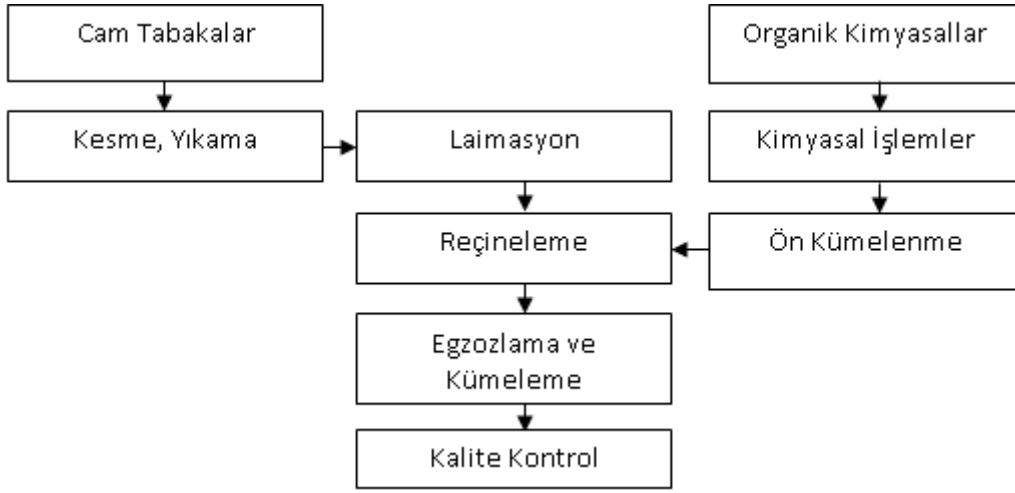 Cam Tabakalar
Organik Kimyasallar
Kesme, Yıkama
Laimasyon
Kimyasal İşlemler
Reçineleme
Ön Kümelenme
Egzozlama ve
Kümeleme
Kalite Kontrol